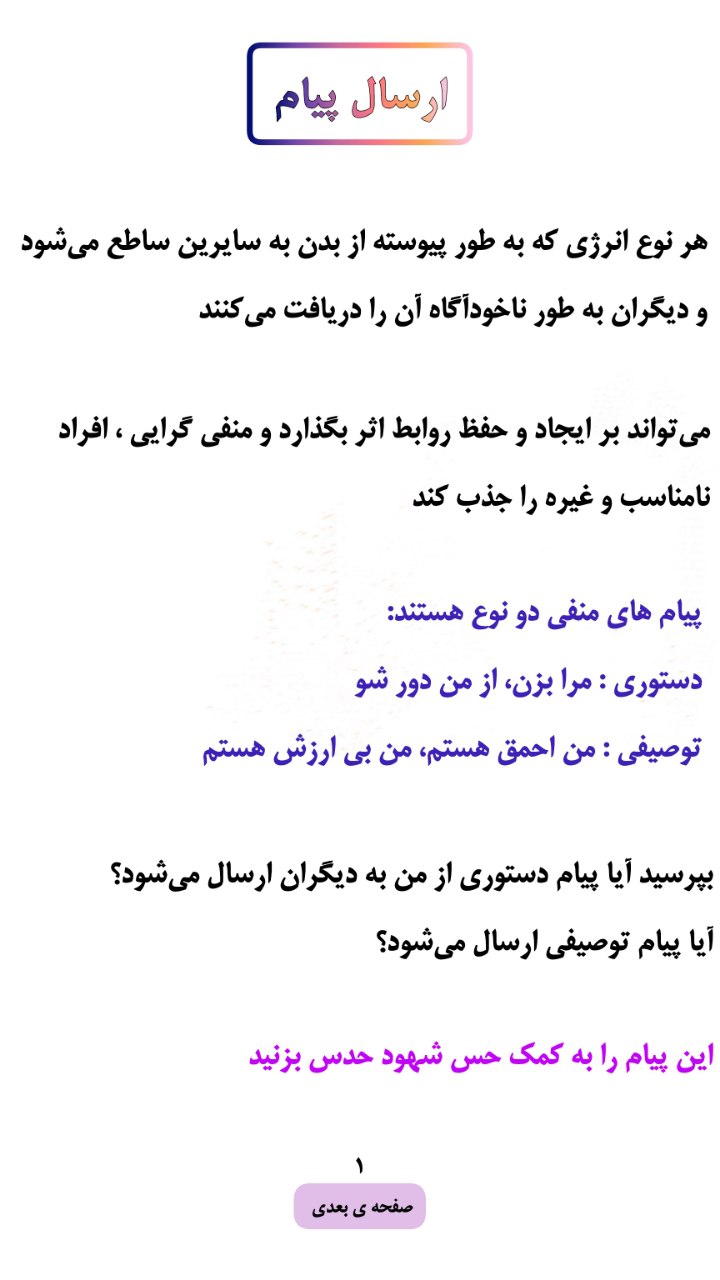 ارسال پیام
هر نوع انرژی که به طور پیوسته از بدن به سایرین ساطع می‌شود
و دیگران به طور ناخودآگاه آن را دریافت می‌کنند
می‌تواند بر ایجاد و حفظ روابط اثر بگذارد و منفی گرایی ، افراد
نامناسب و غیره را جذب کند
پیام های منفی دو نوع هستند:
دستوری : مرا بزن، از من دور شو
توصیفی : من احمق هستم، من بی ارزش هستم
بپرسید آیا پیام دستوری از من به دیگران ارسال می‌شود؟
آیا پیام توصیفی ارسال می‌شود؟
این پیام را به کمک حس شهود حدس بزنید
۱
صفحه ی بعدی